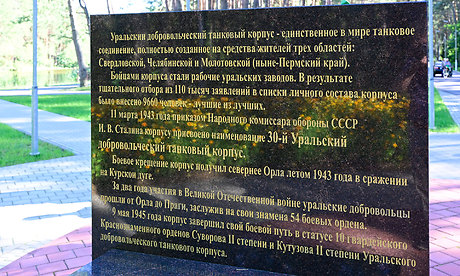 Уральский добровольческий танковый корпус - единственное в мире танковое
соединение, полностью созданное на средства жителей трех областей:
Свердловской, Челябинской и Молотовской (ныне-Пермский край).
Бойцами корпуса стали рабочие уральских заводов. В результате
тщательного отбора из 110 тысяч заявлений в списки личного состава корпуса
было внесено 9660 человек - лучшие из лучших.
11 марта 1943 года приказом Народного комиссара обороны СССР
И. В. Сталина корпусу присвоено наименование 30-й Уральский
добровольческий танковый корпус.
Боевое крещение корпус получил севернее Орла летом 1943 года в сражении
на Курской дуге.
За два года участия в Великой Отечественной войне уральские добровольцы
прошли от Орла до Праги, заслужив на свои знамена 54 боевых ордена.
9 мая 1945 года корпус завершил свой боевой путь в статусе 10 гвардейского
Краснознаменного орденов Суворова II степени и Кутузова II степени Уральского
добровольческого танкового корпуса.